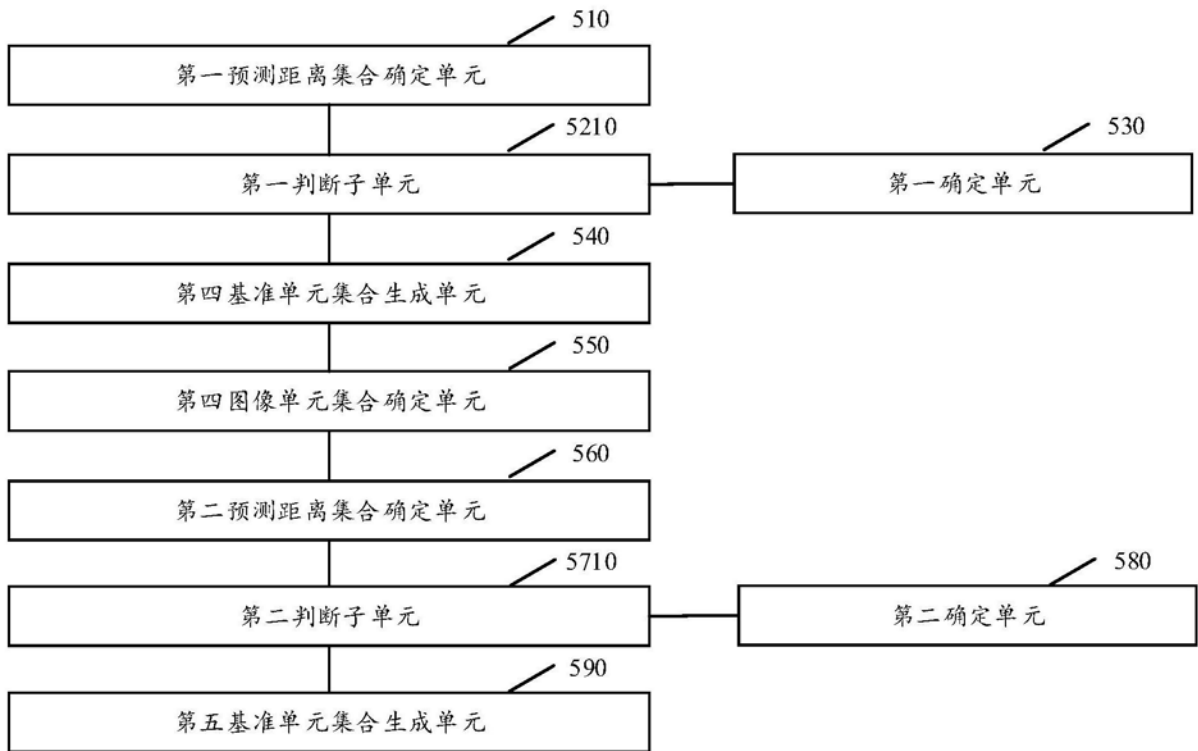 510
第一预测距离集合确定单元
5210
530
第一判断子单元
第一确定单元
540
第四基准单元集合生成单元
550
第四图像单元集合确定单元
560
第二预测距离集合确定单元
5710
580
第二判断子单元
第二确定单元
590
第五基准单元集合生成单元